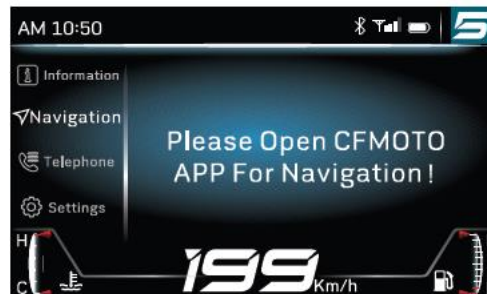 AM 10:50
5
Information
Navigation
Telephone
Settings
Please Open CFMOTO
APP For Navigation!
H
C
199
Km/h